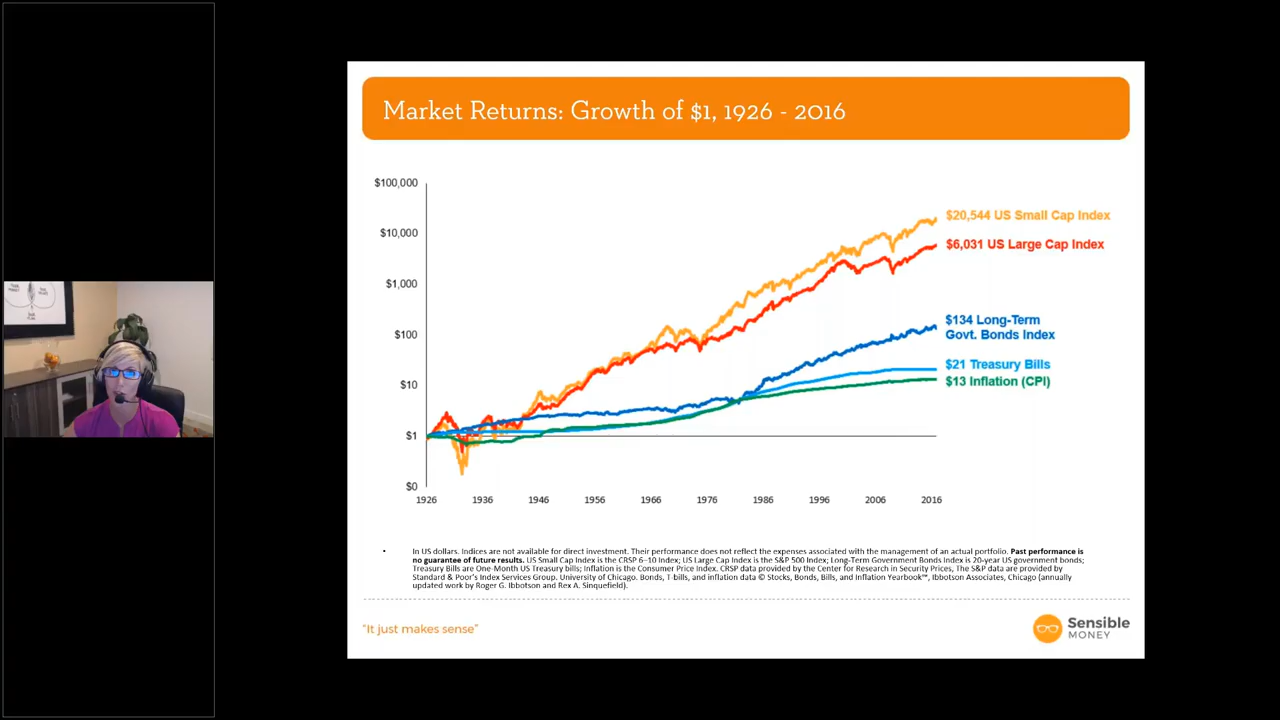 Market Returns: Growth of $1, 1926 - 2016
$100,000
$10,000
$1,000
$100
$10
$1
$0
1926 1936 1946 1956 1966 1976 1986 1996 2006 2016
$20,544 US Small Cap Index
$6,031 US Large Cap Index
$134 Long-Term
Govt. Bonds Index
$21 Treasury Bills
$13 Inflation (CPI)
• In US dollars. Indices are not available for direct investment. Their performance does not reflect the expenses associated with the management of an actual portfolio. Past performance is
no guarantee of future results. US Small Cap Index is the CRSP 6–10 Index; US Large Cap Index is the S&P 500 Index; Long-Term Government Bonds Index is 20-year US government bonds;
Treasury Bills are One-Month US Treasury bills; Inflation is the Consumer Price Index. CRSP data provided by the Center for Research in Security Prices, The S&P data are provided by
Standard & Poor's Index Services Group. University of Chicago. Bonds, T-bills, and inflation data © Stocks, Bonds, Bills, and Inflation Yearbook™, Ibbotson Associates, Chicago (annually
updated work by Roger G. Ibbotson and Rex A. Sinquefield).
"It just makes sense"
Sensible
MONEY